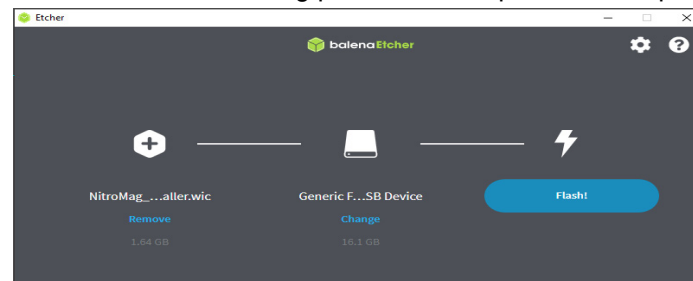 Etcher
balenaEtcher
NitroMag_...aller.wic
Generic F...SB Device
Flash!
Remove
Change
1.64 GB
16.1 GB